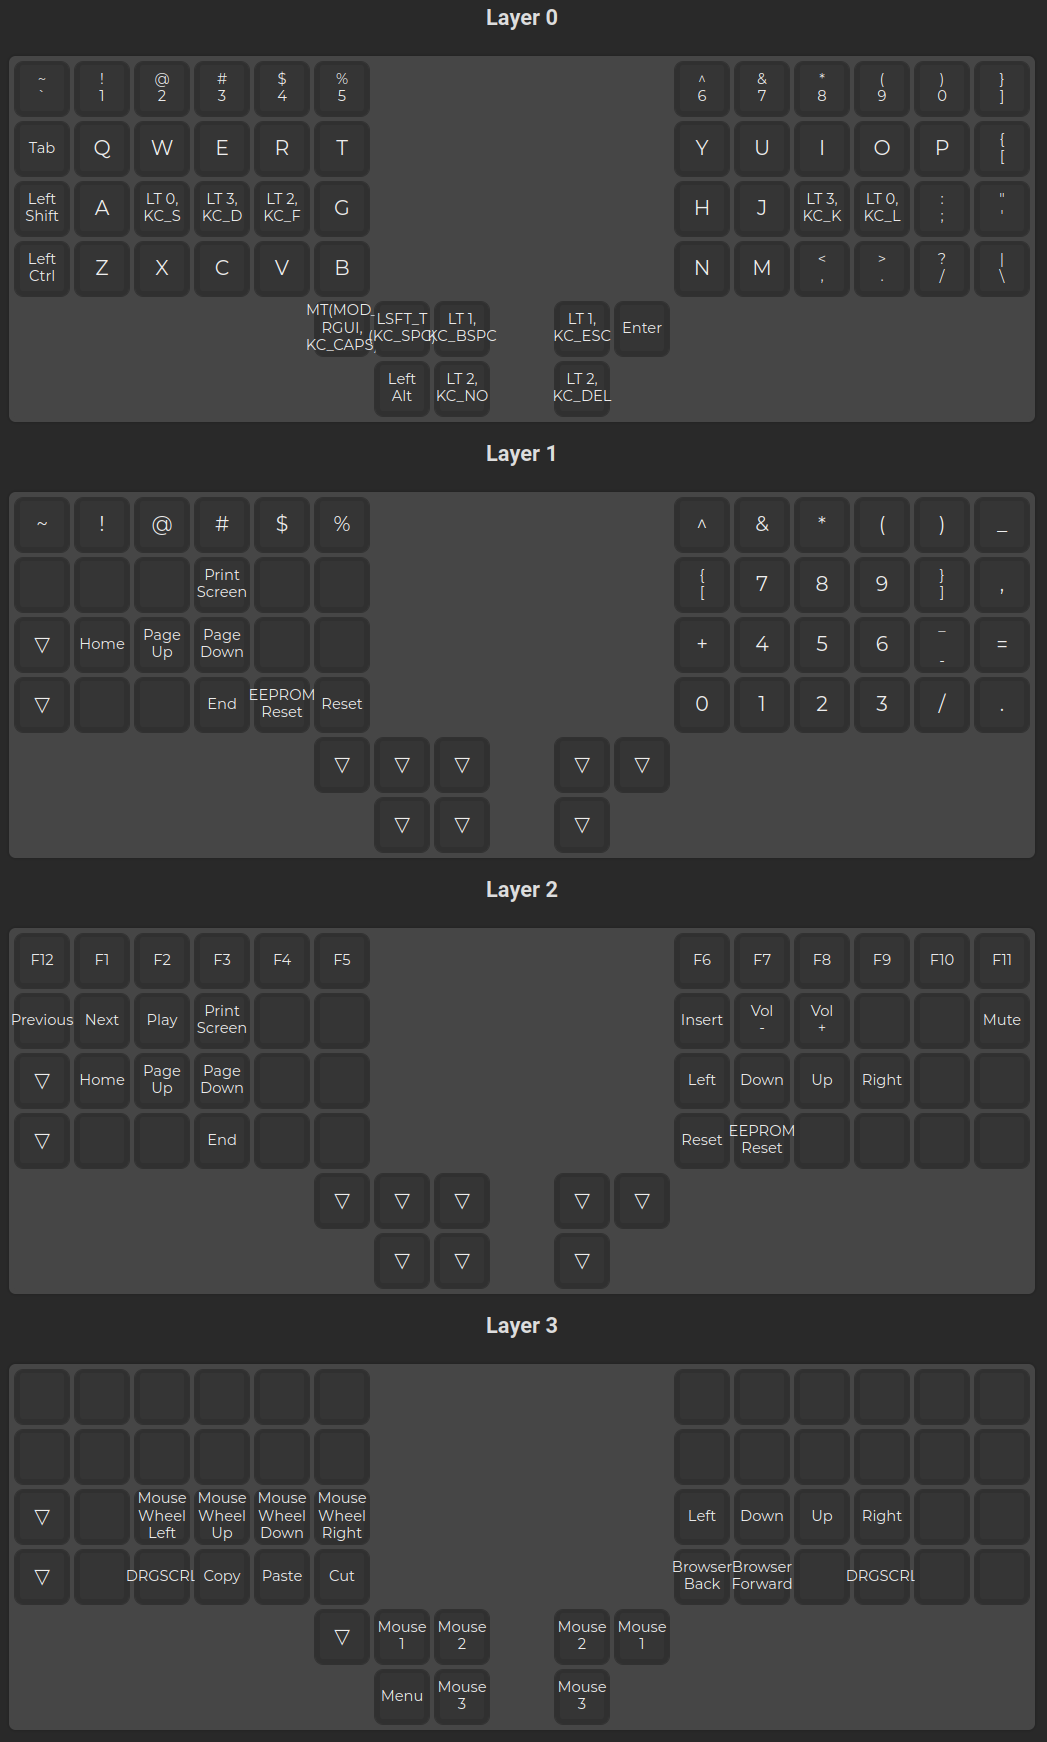 Layer 0
~ ! @ # $ % ^ & * ( ) }
` 1 2 3 4 5 6 7 8 9 0 ]
Tab Q W E R T Y U I O P {
[
Left Shift A LT 0, KC_S LT 3, KC_D LT 2, KC_F G H J LT 3, KC_K LT 0, KC_L : ; " '
Left Ctrl Z X C V B N M < , > . ? / | \
MT(MOD_ RGUI, KC_CAPS LSFT_T (KC_SPC) LT 1, KC_BSPC LT 1, KC_ESC Enter
Left Alt LT 2, KC_NO LT 2, KC_DEL
Layer 1
~ ! @ # $ % ^ & * ( ) _
Print Screen { [ 7 8 9 } ] ,
▽ Home Page Up Page Down + 4 5 6 _ - =
▽ End EEPROM Reset Reset 0 1 2 3 / .
▽ ▽ ▽ ▽ ▽
▽ ▽ ▽
Layer 2
F12 F1 F2 F3 F4 F5 F6 F7 F8 F9 F10 F11
Previous Next Play Print Screen Insert Vol - Vol + Mute
▽ Home Page Up Page Down Left Down Up Right
▽ End Reset EEPROM Reset
▽ ▽ ▽ ▽ ▽
▽ ▽ ▽
Layer 3
▽ Mouse Wheel Left Mouse Wheel Up Mouse Wheel Down Mouse Wheel Right Left Down Up Right
▽ DRGSCRL Copy Paste Cut Browser Back Browser Forward DRGSCRL
▽ Mouse 1 Mouse 2 Mouse 2 Mouse 1
Menu Mouse 3 Mouse 3